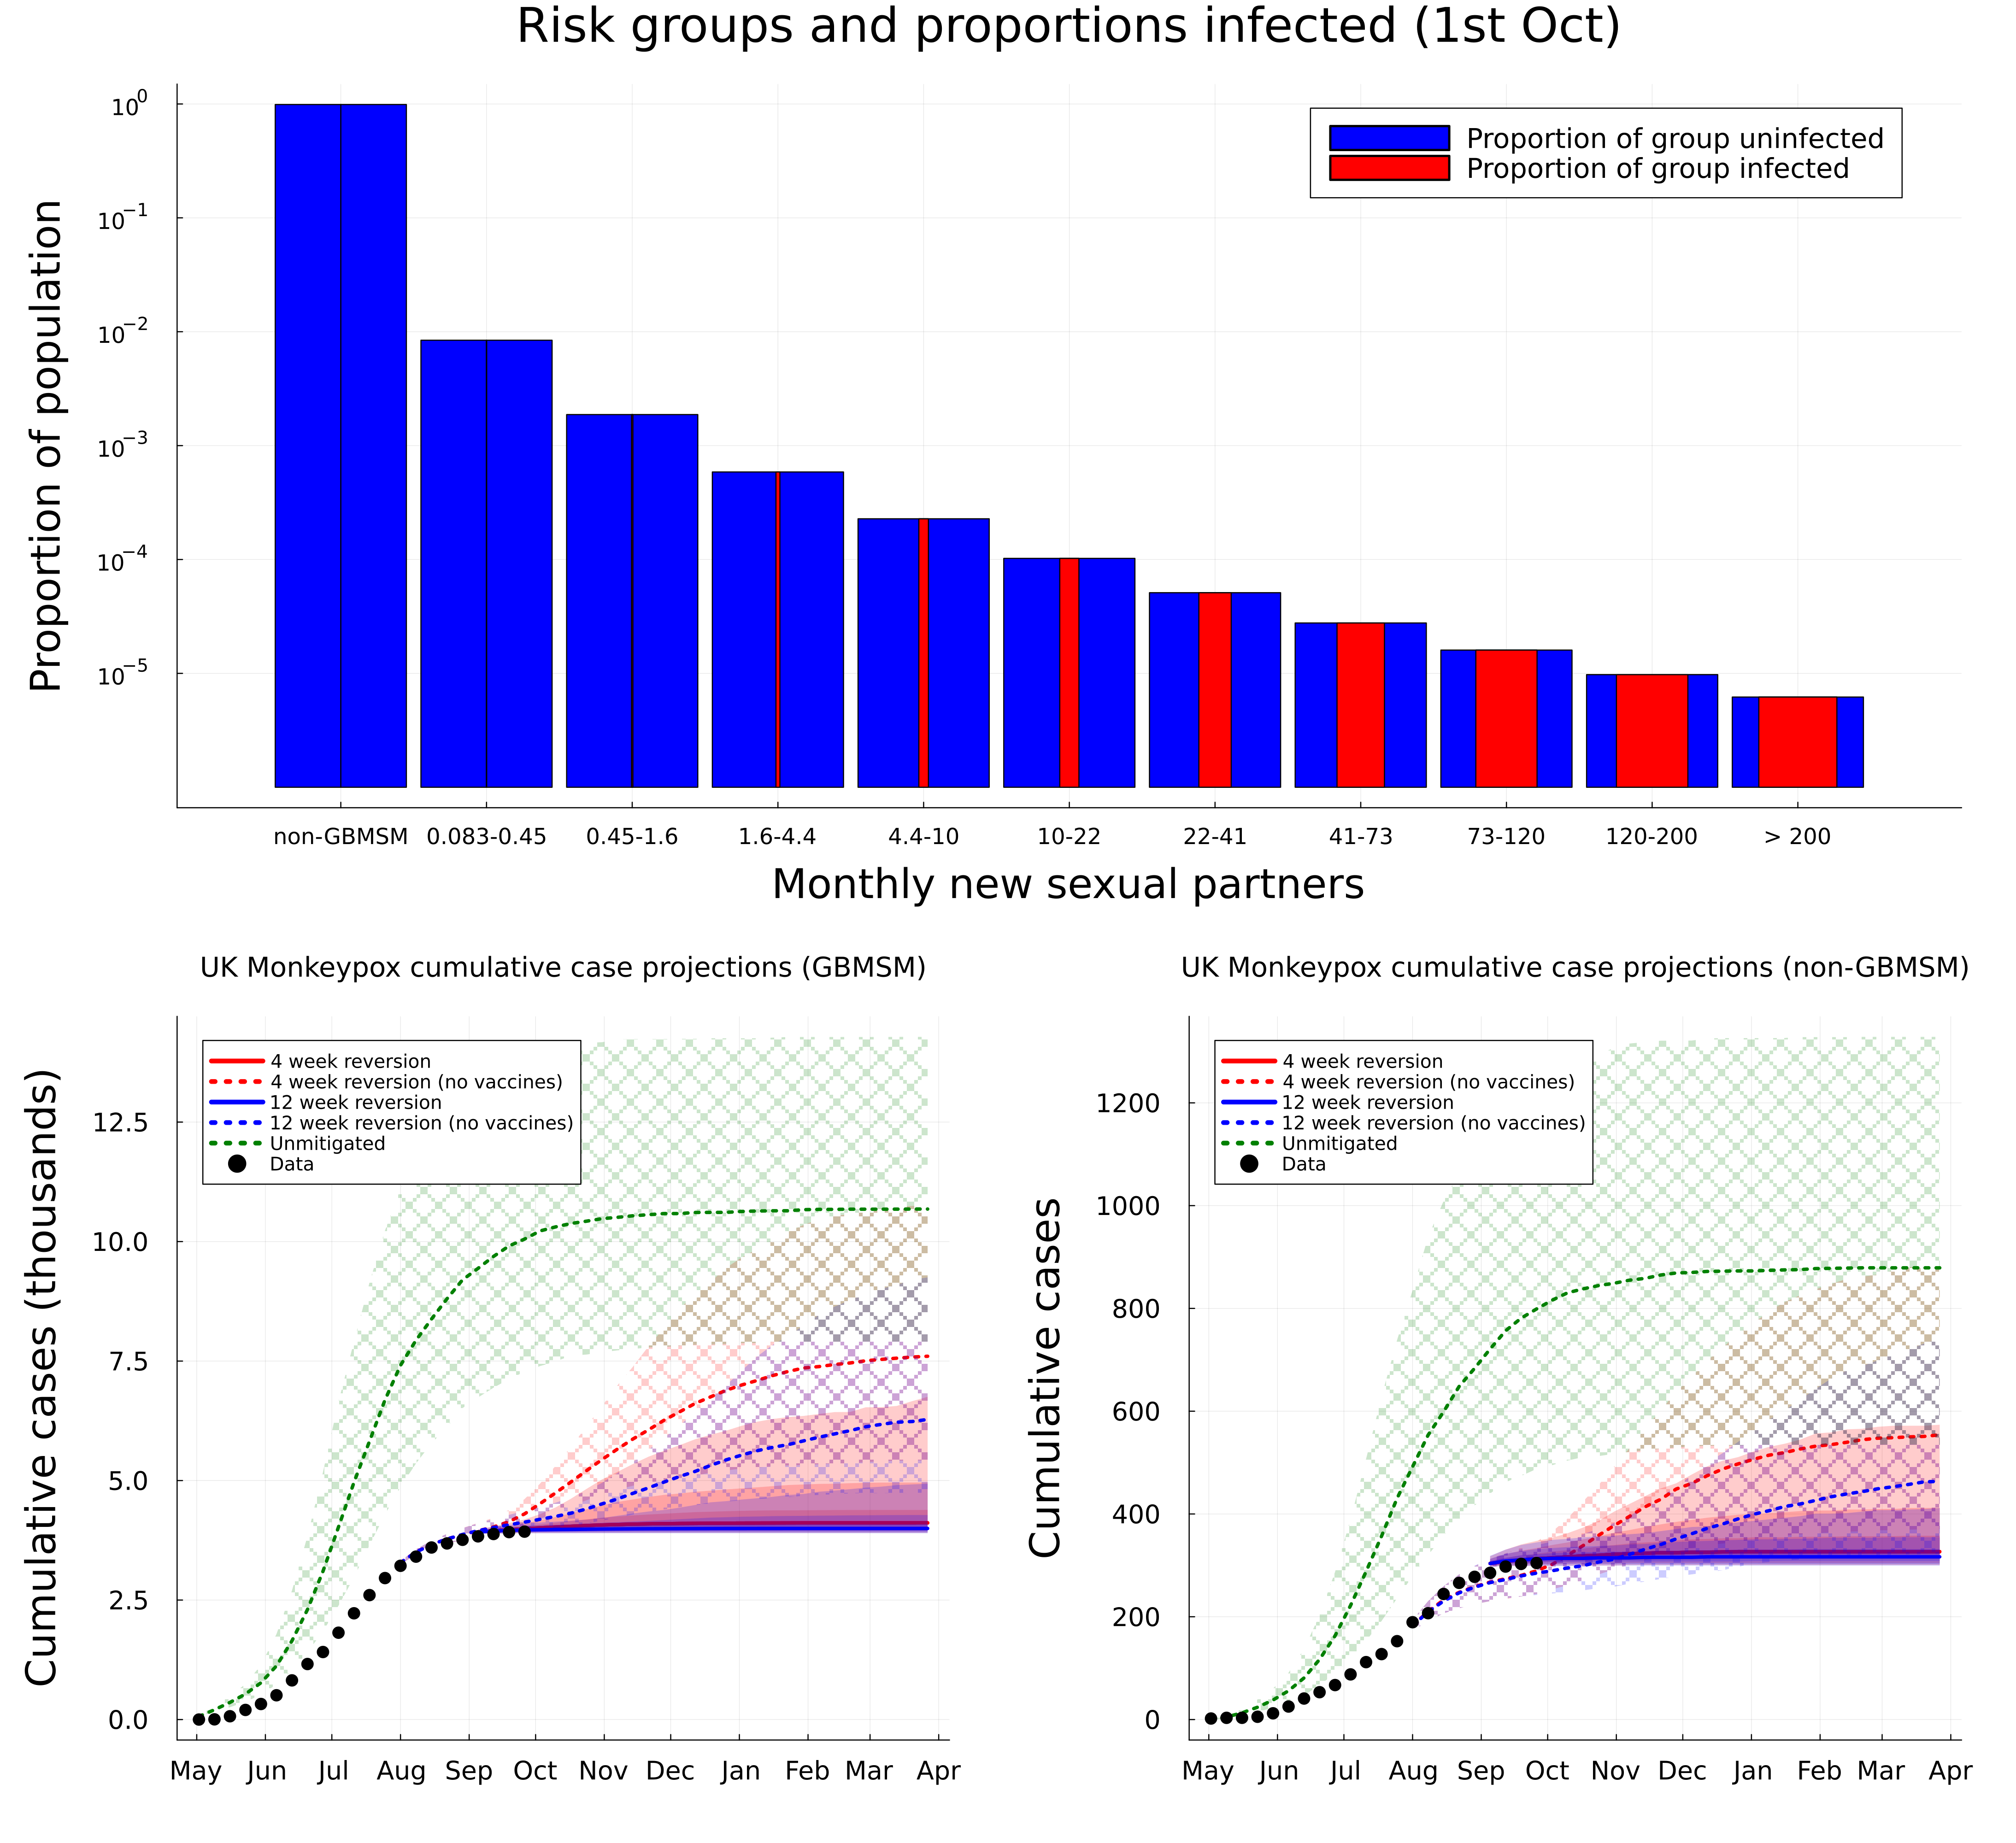 Risk groups and proportions infected (1st Oct)
Proportion of population
10^0
10^−1
10^−2
10^−3
10^−4
10^−5
Proportion of group uninfected
Proportion of group infected
non-GBMSM 0.083-0.45 0.45-1.6 1.6-4.4 4.4-10 10-22 22-41 41-73 73-120 120-200 > 200
Monthly new sexual partners
UK Monkeypox cumulative case projections (GBMSM)
Cumulative cases (thousands)
12.5
10.0
7.5
5.0
2.5
0.0
4 week reversion
4 week reversion (no vaccines)
12 week reversion
12 week reversion (no vaccines)
Unmitigated
Data
May Jun Jul Aug Sep Oct Nov Dec Jan Feb Mar Apr
UK Monkeypox cumulative case projections (non-GBMSM)
Cumulative cases
1200
1000
800
600
400
200
0
4 week reversion
4 week reversion (no vaccines)
12 week reversion
12 week reversion (no vaccines)
Unmitigated
Data
May Jun Jul Aug Sep Oct Nov Dec Jan Feb Mar Apr